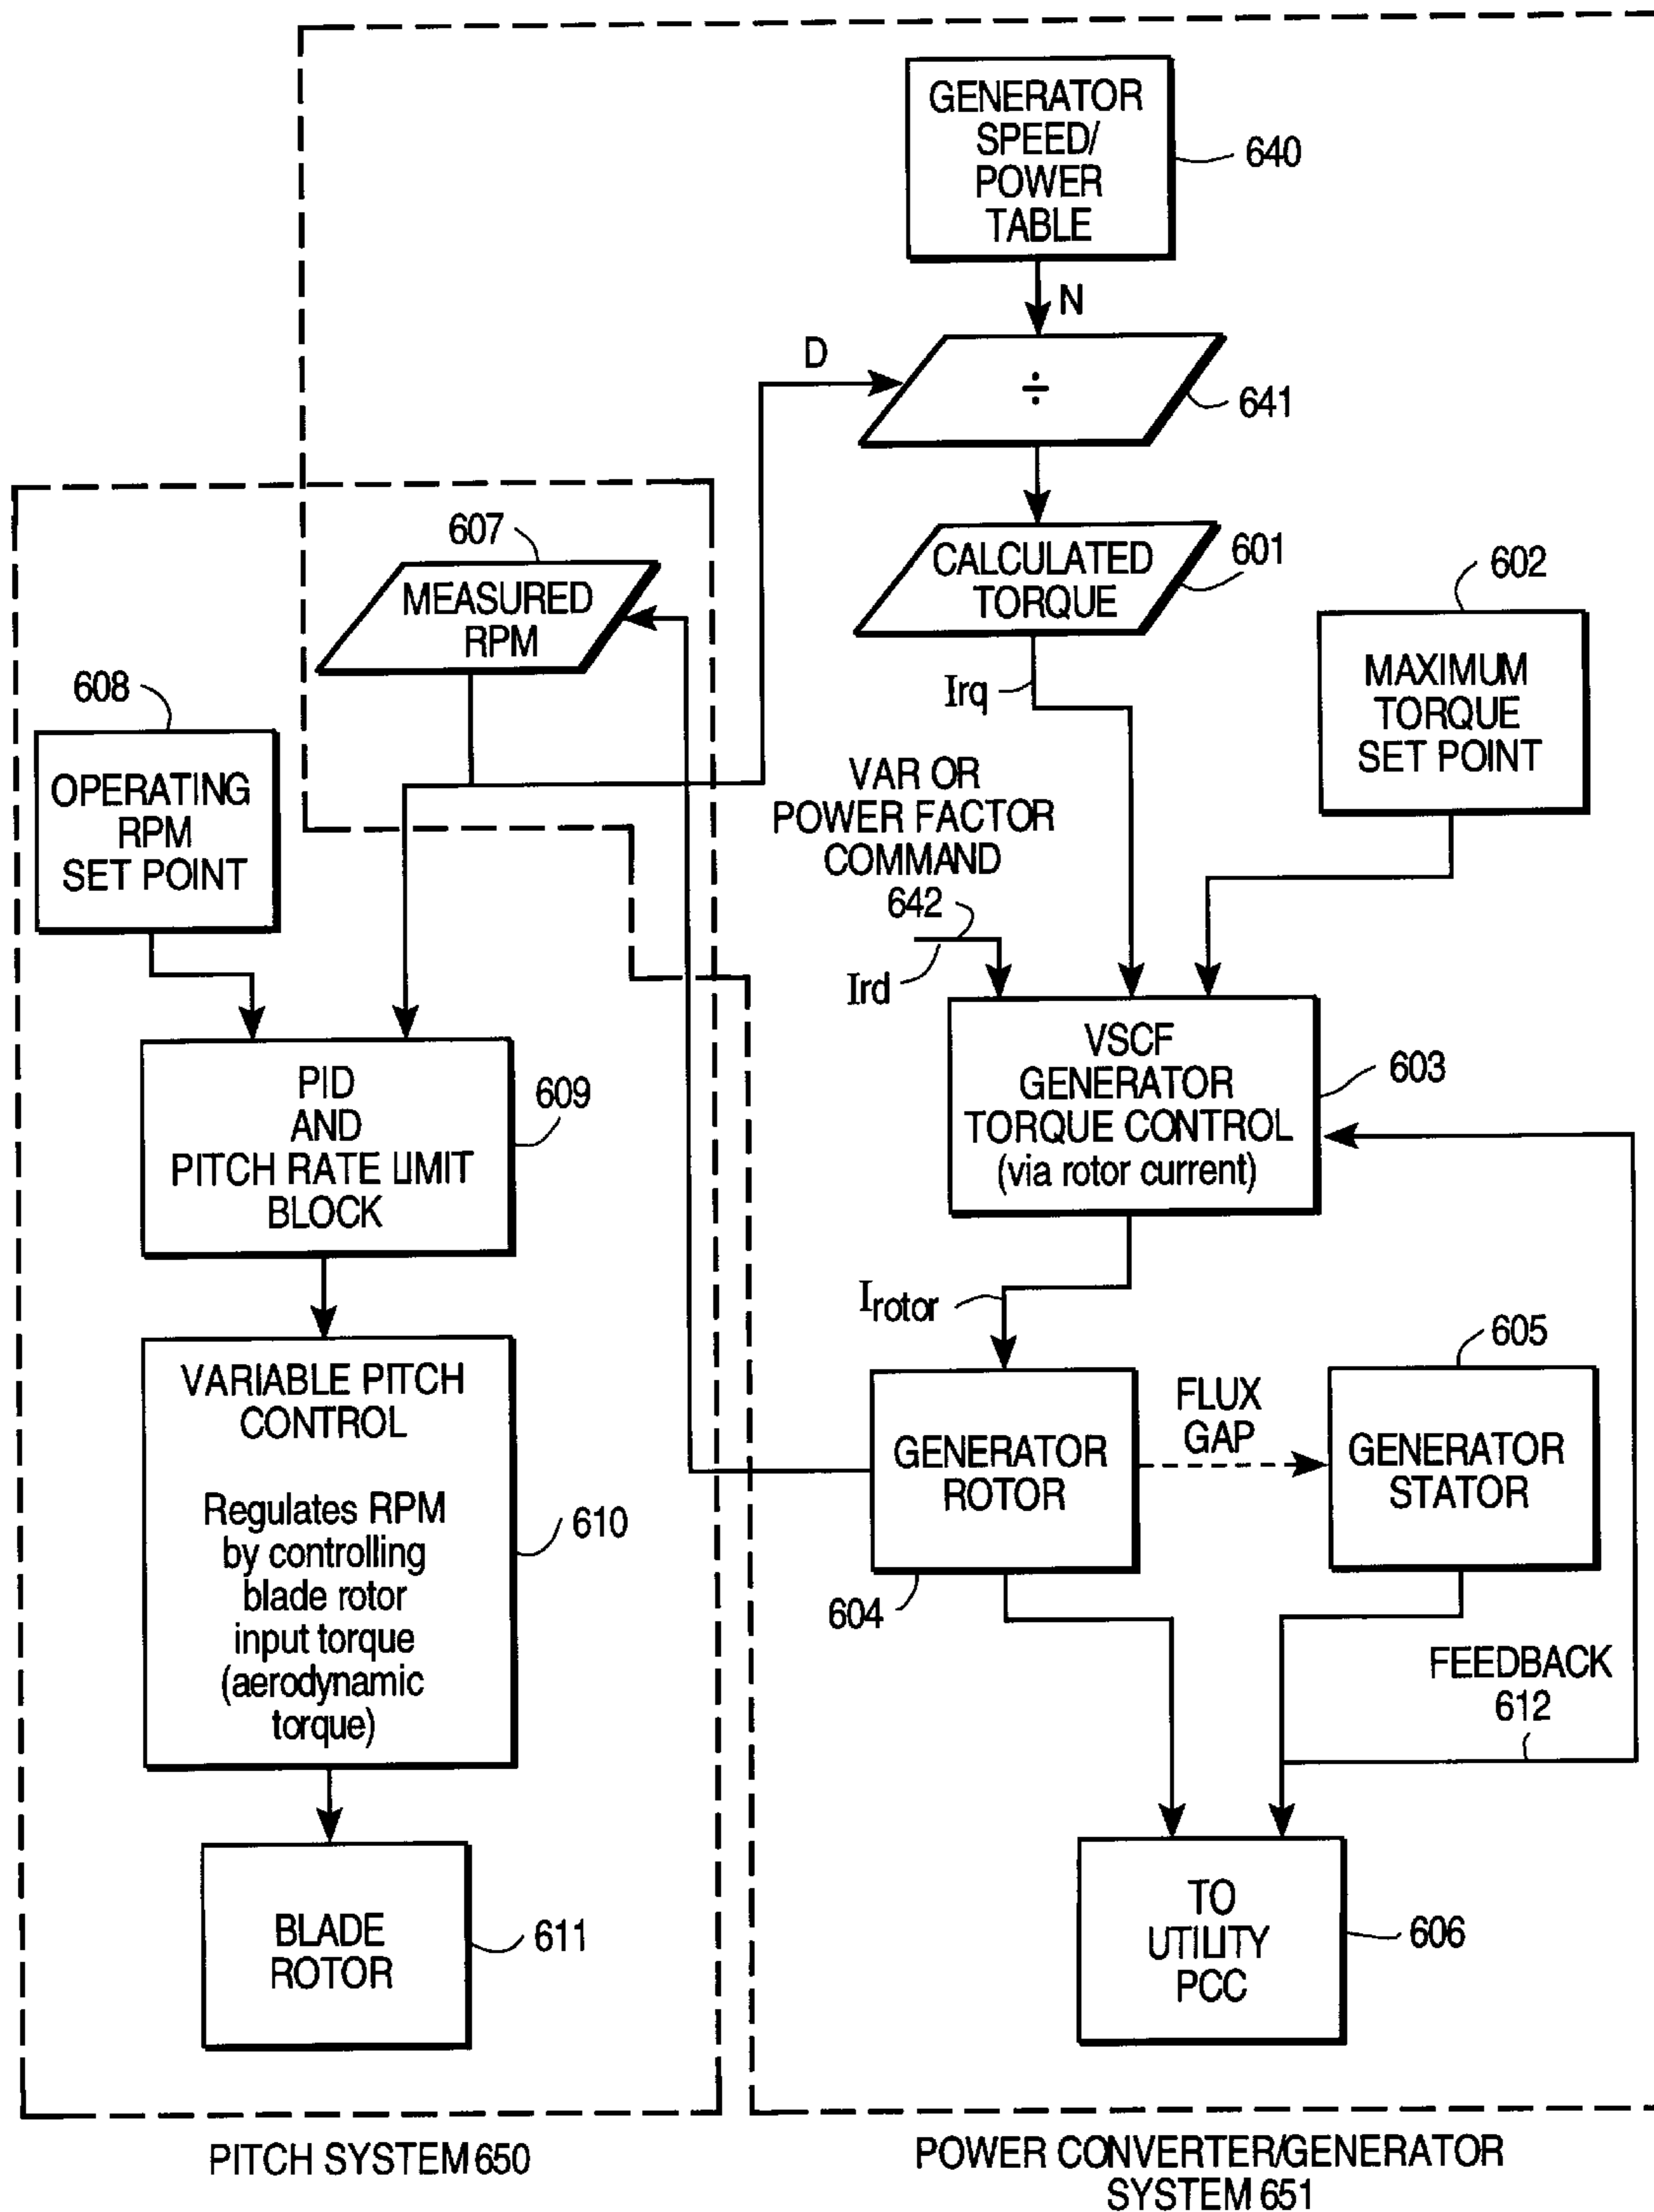 GENERATOR
SPEED/
POWER
TABLE
640
N
D
÷
641
607
MEASURED
RPM
CALCULATED
TORQUE
601
602
MAXIMUM
TORQUE
SET POINT
608
OPERATING
RPM
SET POINT
Irq
VAR OR
POWER FACTOR
COMMAND
642
Ird
VSCF
GENERATOR
TORQUE CONTROL
(via rotor current)
603
PID
AND
PITCH RATE LIMIT
BLOCK
609
Irotor
605
VARIABLE PITCH
CONTROL
Regulates RPM
by controlling
blade rotor
input torque
(aerodynamic
torque)
610
GENERATOR
ROTOR
604
FLUX
GAP
GENERATOR
STATOR
FEEDBACK
612
BLADE
ROTOR
611
TO
UTILITY
PCC
606
PITCH SYSTEM 650
POWER CONVERTER/GENERATOR
SYSTEM 651